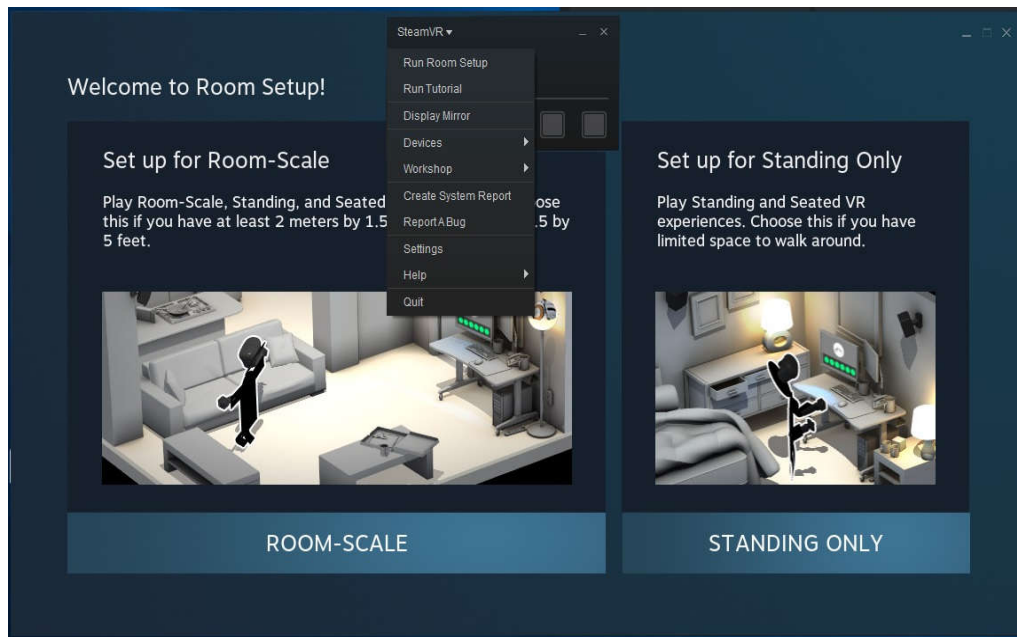 SteamVR
Run Room Setup
Run Tutorial
Display Mirror
Devices
Workshop
Create System Report
Report A Bug
Settings
Help
Quit
Welcome to Room Setup!
Set up for Room-Scale
Play Room-Scale, Standing, and Seated
this if you have at least 2 meters by 1.5
.5 by
5 feet.
ROOM-SCALE
Set up for Standing Only
Play Standing and Seated VR
experiences. Choose this if you have
limited space to walk around.
STANDING ONLY